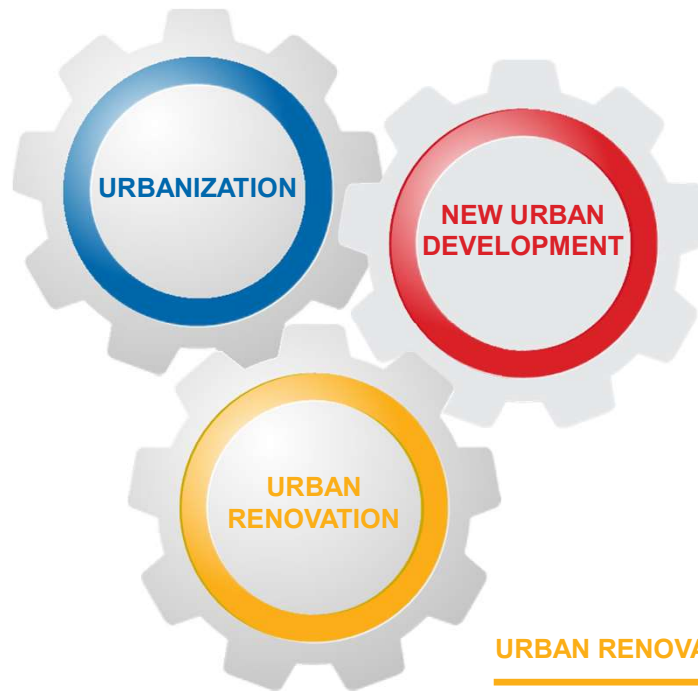 URBANIZATION
NEW URBAN
DEVELOPMENT
URBAN
RENOVATION
URBAN RENOVA